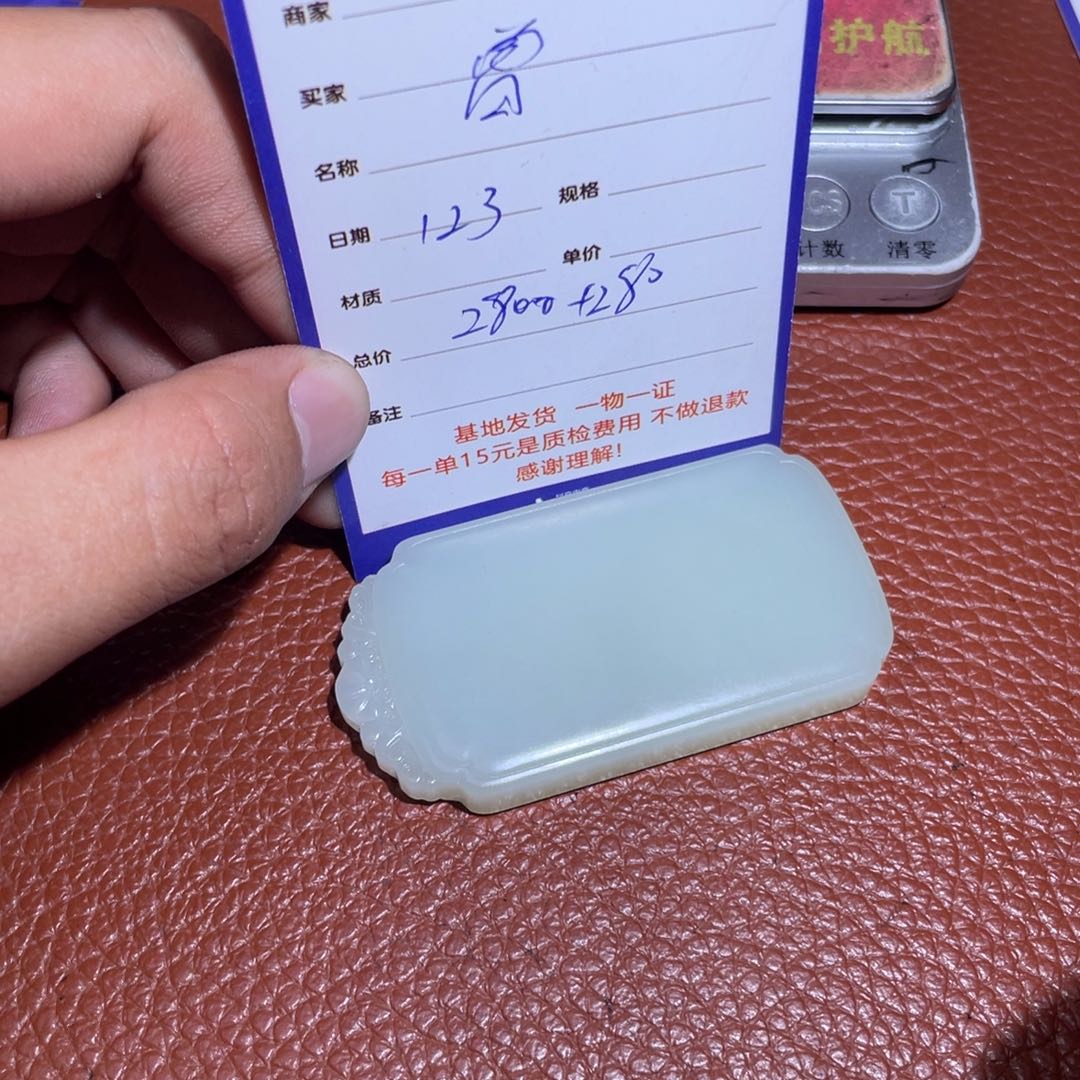 商家
买家 曾
名称
日期 123 规格
材质 单价
总价 2800+280
备注
基地发货 一物一证
每一单15元是质检费用 不做退款
感谢理解!
护航
计数 清零
T